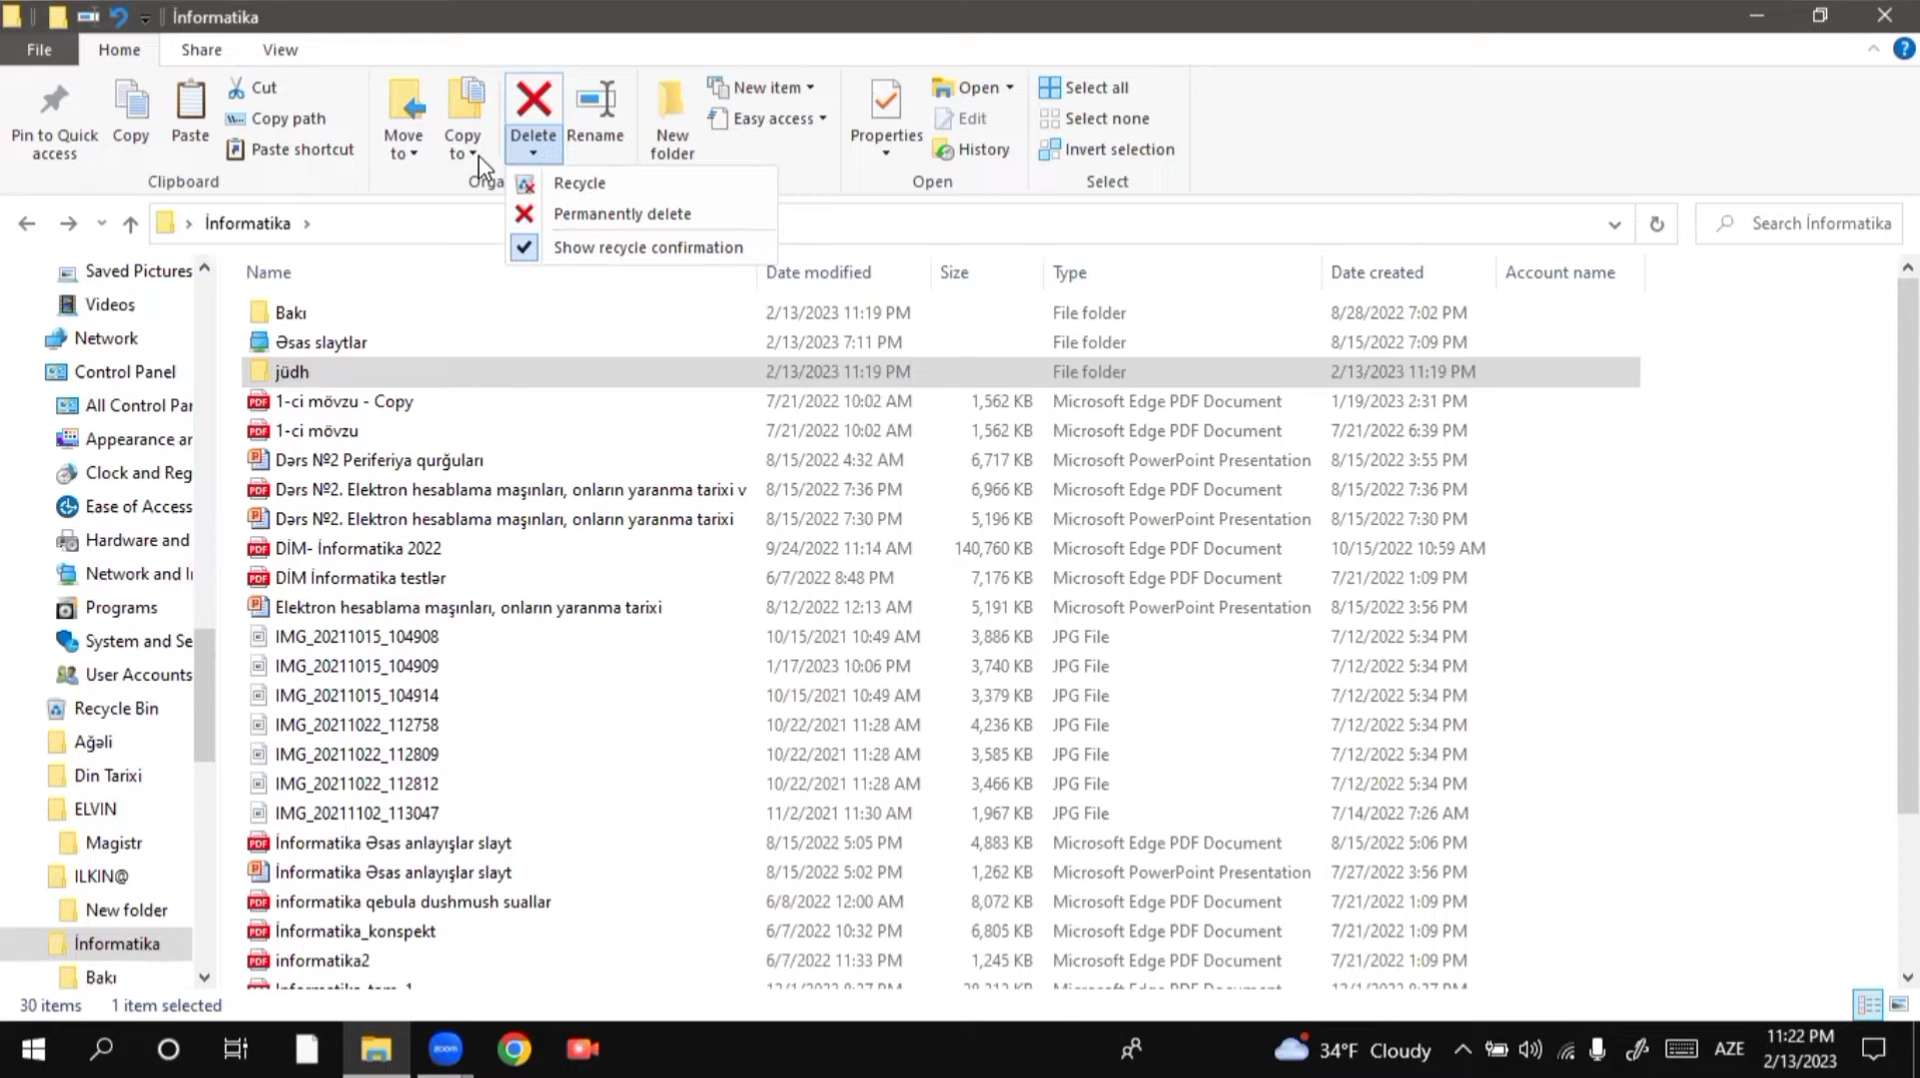 İnformatika
File Home Share View
Pin to Quick access
Copy
Paste
Cut
Copy path
Paste shortcut
Clipboard
Move to
Copy to
Delete
Rename
New folder
New item
Easy access
Properties
Open
Edit
History
Open
Select all
Select none
Invert selection
Select
Recycle
Permanently delete
Show recycle confirmation
İnformatika
Search İnformatika
Saved Pictures
Videos
Network
Control Panel
All Control Par
Appearance ar
Clock and Reg
Ease of Access
Hardware and
Network and I
Programs
System and Se
User Accounts
Recycle Bin
Ağəli
Din Tarixi
ELVIN
Magistr
ILKIN@
New folder
İnformatika
Bakı
Name Date modified Size Type Date created Account name
Bakı 2/13/2023 11:19 PM File folder 8/28/2022 7:02 PM
Əsas slaytlar 2/13/2023 7:11 PM File folder 8/15/2022 7:09 PM
jüdh 2/13/2023 11:19 PM File folder 2/13/2023 11:19 PM
PDF 1-ci mövzu - Copy 7/21/2022 10:02 AM 1,562 KB Microsoft Edge PDF Document 1/19/2023 2:31 PM
PDF 1-ci mövzu 7/21/2022 10:02 AM 1,562 KB Microsoft Edge PDF Document 7/21/2022 6:39 PM
Dərs №2 Periferiya qurğuları 8/15/2022 4:32 AM 6,717 KB Microsoft PowerPoint Presentation 8/15/2022 3:55 PM
PDF Dərs №2. Elektron hesablama maşınları, onların yaranma tarixi v 8/15/2022 7:36 PM 6,966 KB Microsoft Edge PDF Document 8/15/2022 7:36 PM
Dərs №2. Elektron hesablama maşınları, onların yaranma tarixi 8/15/2022 7:30 PM 5,196 KB Microsoft PowerPoint Presentation 8/15/2022 7:30 PM
PDF DİM- İnformatika 2022 9/24/2022 11:14 AM 140,760 KB Microsoft Edge PDF Document 10/15/2022 10:59 AM
PDF DİM İnformatika testlər 6/7/2022 8:48 PM 7,176 KB Microsoft Edge PDF Document 7/21/2022 1:09 PM
Elektron hesablama maşınları, onların yaranma tarixi 8/12/2022 12:13 AM 5,191 KB Microsoft PowerPoint Presentation 8/15/2022 3:56 PM
IMG_20211015_104908 10/15/2021 10:49 AM 3,886 KB JPG File 7/12/2022 5:34 PM
IMG_20211015_104909 1/17/2023 10:06 PM 3,740 KB JPG File 7/12/2022 5:34 PM
IMG_20211015_104914 10/15/2021 10:49 AM 3,379 KB JPG File 7/12/2022 5:34 PM
IMG_20211022_112758 10/22/2021 11:28 AM 4,236 KB JPG File 7/12/2022 5:34 PM
IMG_20211022_112809 10/22/2021 11:28 AM 3,585 KB JPG File 7/12/2022 5:34 PM
IMG_20211022_112812 10/22/2021 11:28 AM 3,466 KB JPG File 7/12/2022 5:34 PM
IMG_20211102_113047 11/2/2021 11:30 AM 1,967 KB JPG File 7/14/2022 7:26 AM
PDF İnformatika Əsas anlayışlar slayt 8/15/2022 5:05 PM 4,883 KB Microsoft Edge PDF Document 8/15/2022 5:06 PM
İnformatika Əsas anlayışlar slayt 8/15/2022 5:02 PM 1,262 KB Microsoft PowerPoint Presentation 7/27/2022 3:56 PM
PDF informatika qebula dushmush suallar 6/8/2022 12:00 AM 8,072 KB Microsoft Edge PDF Document 7/21/2022 1:09 PM
PDF İnformatika_konspekt 6/7/2022 10:32 PM 6,805 KB Microsoft Edge PDF Document 7/21/2022 1:09 PM
PDF informatika2 6/7/2022 11:33 PM 1,245 KB Microsoft Edge PDF Document 7/21/2022 1:09 PM
30 items 1 item selected
zoom
34°F Cloudy
AZE
11:22 PM
2/13/2023